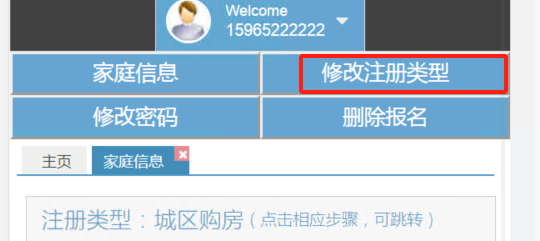 Welcome
15965222222
家庭信息 修改注册类型
修改密码 删除报名
主页 家庭信息
注册类型：城区购房（点击相应步骤，可跳转）